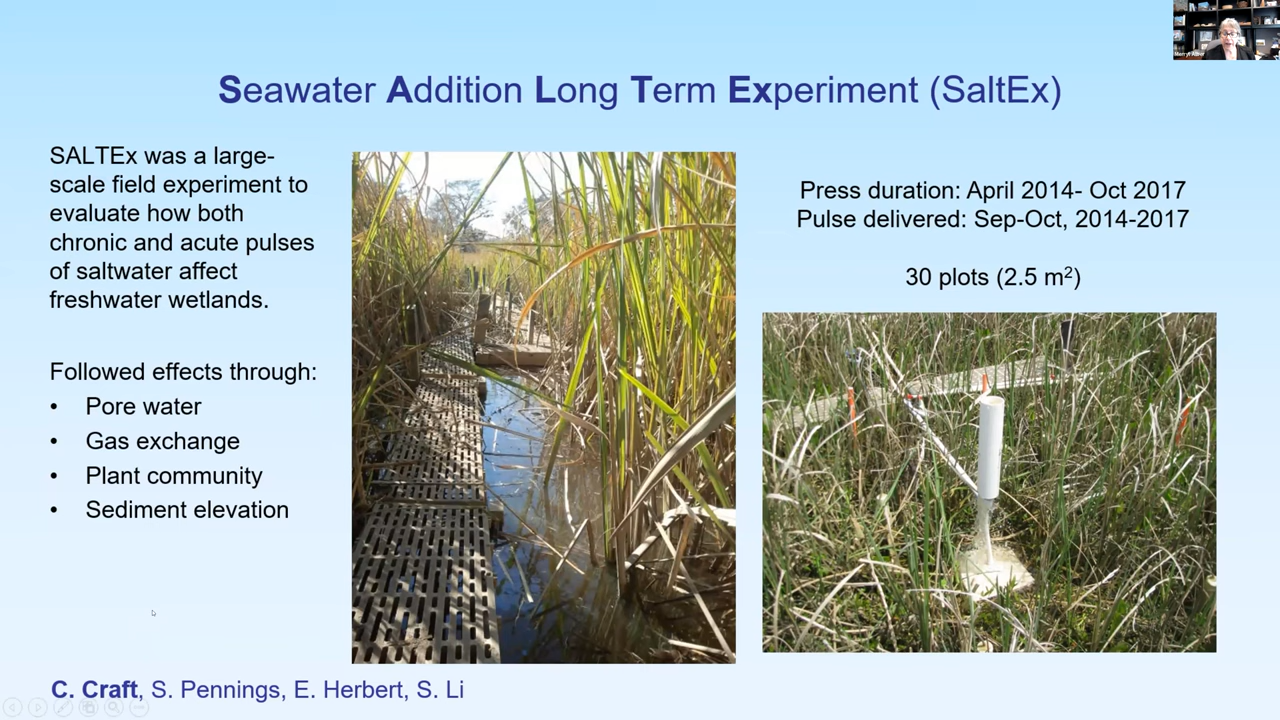 Seawater Addition Long Term Experiment (SaltEx)
SALTEx was a large-
scale field experiment to
evaluate how both
chronic and acute pulses
of saltwater affect
freshwater wetlands.
Followed effects through:
• Pore water
• Gas exchange
• Plant community
• Sediment elevation
Press duration: April 2014- Oct 2017
Pulse delivered: Sep-Oct, 2014-2017
30 plots (2.5 m²)
C. Craft, S. Pennings, E. Herbert, S. Li